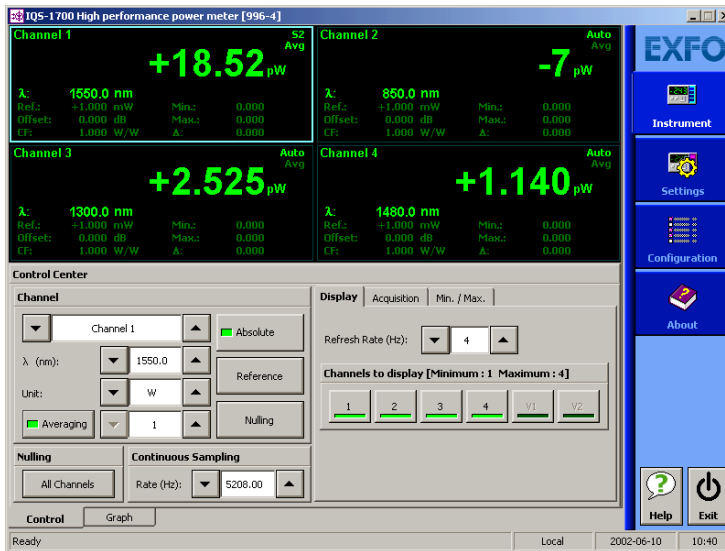 IQS-1700 High performance power meter [996-4]
Channel 1 S2
Avg
+18.52 pW
λ: 1550.0 nm
Ref.: +1.000 mW Min.: 0.000
Offset: 0.000 dB Max.: 0.000
CF: 1.000 W/W Δ: 0.000
Channel 2 Auto
Avg
-7 pW
λ: 850.0 nm
Ref.: +1.000 mW Min.: 0.000
Offset: 0.000 dB Max.: 0.000
CF: 1.000 W/W Δ: 0.000
Channel 3 Auto
Avg
+2.525 pW
λ: 1300.0 nm
Ref.: +1.000 mW Min.: 0.000
Offset: 0.000 dB Max.: 0.000
CF: 1.000 W/W Δ: 0.000
Channel 4 Auto
Avg
+1.140 pW
λ: 1480.0 nm
Ref.: +1.000 mW Min.: 0.000
Offset: 0.000 dB Max.: 0.000
CF: 1.000 W/W Δ: 0.000
EXFO
Instrument
Settings
Configuration
About
Control Center
Channel
Channel 1
Absolute
λ (nm): 1550.0
Reference
Unit: W
Averaging 1
Nulling
Nulling
All Channels
Continuous Sampling
Rate (Hz): 5208.00
Display Acquisition Min. / Max.
Refresh Rate (Hz): 4
Channels to display [Minimum : 1 Maximum : 4]
1 2 3 4 V1 V2
Control Graph
Help Exit
Ready Local 2002-06-10 10:40